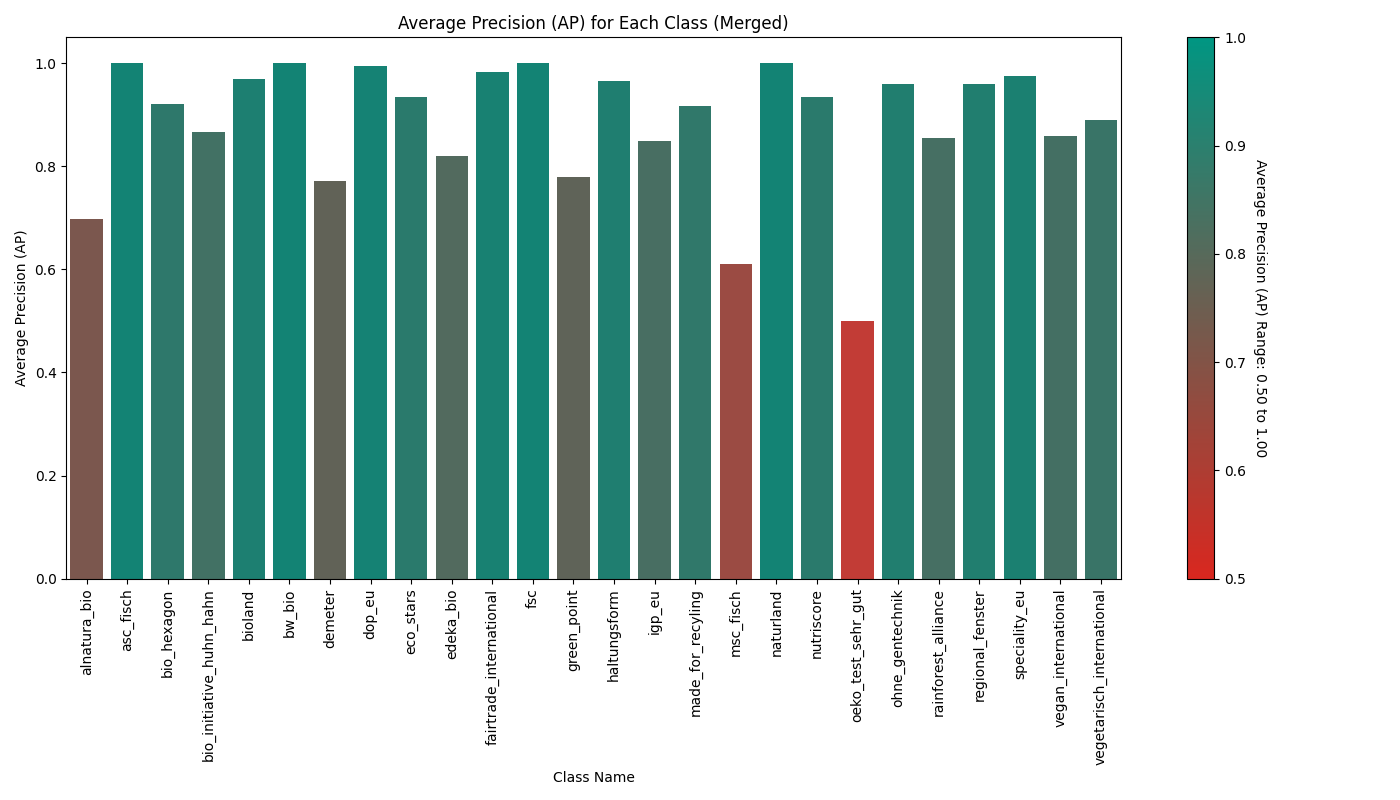 Average Precision (AP) for Each Class (Merged)
Average Precision (AP)
1.0
0.8
0.6
0.4
0.2
0.0
alnatura_bio
asc_fisch
bio_hexagon
bio_initiative_huhn_hahn
bioland
bw_bio
demeter
dop_eu
eco_stars
edeka_bio
fairtrade_international
fsc
green_point
haltungsform
igp_eu
made_for_recyling
msc_fisch
naturland
nutriscore
oeko_test_sehr_gut
ohne_gentechnik
rainforest_alliance
regional_fenster
speciality_eu
vegan_international
vegetarisch_international
Class Name
1.0
0.9
0.8
0.7
0.6
0.5
Average Precision (AP) Range: 0.50 to 1.00